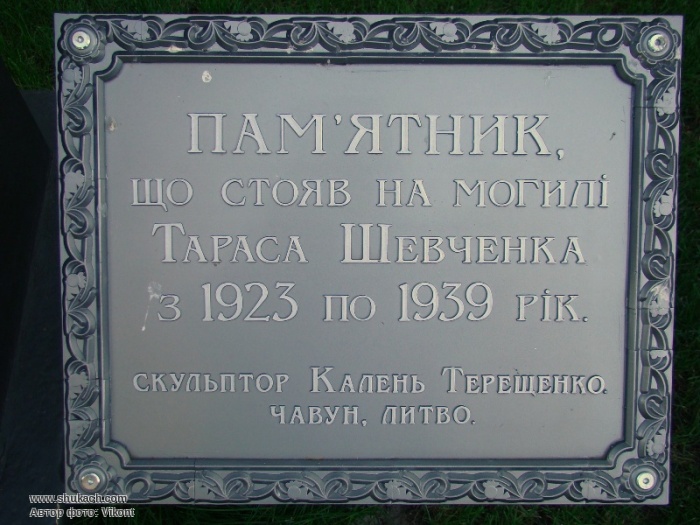 ПАМ'ЯТНИК,
ЩО СТОЯВ НА МОГИЛІ
ТАРАСА ШЕВЧЕНКА
З 1923 ПО 1939 РІК.
СКУЛЬПТОР КАЛЕНЬ ТЕРЕЩЕНКО.
ЧАВУН, ЛИТВО.
www.shukach.com
Автор фото: Vikont